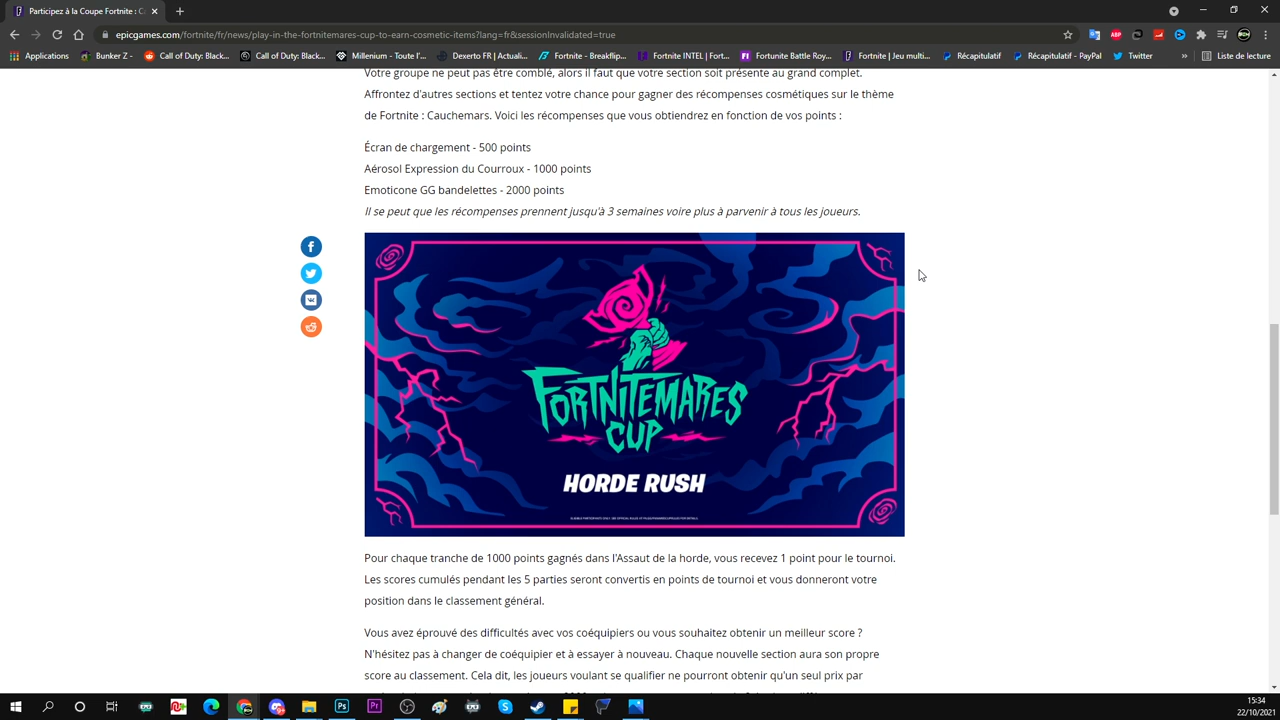 Participez à la Coupe Fortnite : C
epicgames.com/fortnite/fr/news/play-in-the-fortnitemares-cup-to-earn-cosmetic-items?lang=fr&sessionInvalidated=true
Applications Bunker Z - Call of Duty: Black... Call of Duty: Black... Millenium - Toute l'... Dexerto FR | Actuali... Fortnite - Breakflip... Fortnite INTEL | Fort... Fortunite Battle Roy... Fortnite | Jeu multi... Récapitulatif Récapitulatif - PayPal Twitter » Liste de lecture
Votre groupe ne peut pas être comblé, alors il faut que votre section soit présente au grand complet.
Affrontez d'autres sections et tentez votre chance pour gagner des récompenses cosmétiques sur le thème
de Fortnite : Cauchemars. Voici les récompenses que vous obtiendrez en fonction de vos points :
Écran de chargement - 500 points
Aérosol Expression du Courroux - 1000 points
Emoticone GG bandelettes - 2000 points
Il se peut que les récompenses prennent jusqu'à 3 semaines voire plus à parvenir à tous les joueurs.
FORTNITEMARES
CUP
HORDE RUSH
Pour chaque tranche de 1000 points gagnés dans l'Assaut de la horde, vous recevez 1 point pour le tournoi.
Les scores cumulés pendant les 5 parties seront convertis en points de tournoi et vous donneront votre
position dans le classement général.
Vous avez éprouvé des difficultés avec vos coéquipiers ou vous souhaitez obtenir un meilleur score ?
N'hésitez pas à changer de coéquipier et à essayer à nouveau. Chaque nouvelle section aura son propre
score au classement. Cela dit, les joueurs voulant se qualifier ne pourront obtenir qu'un seul prix par
15:34
22/10/2021